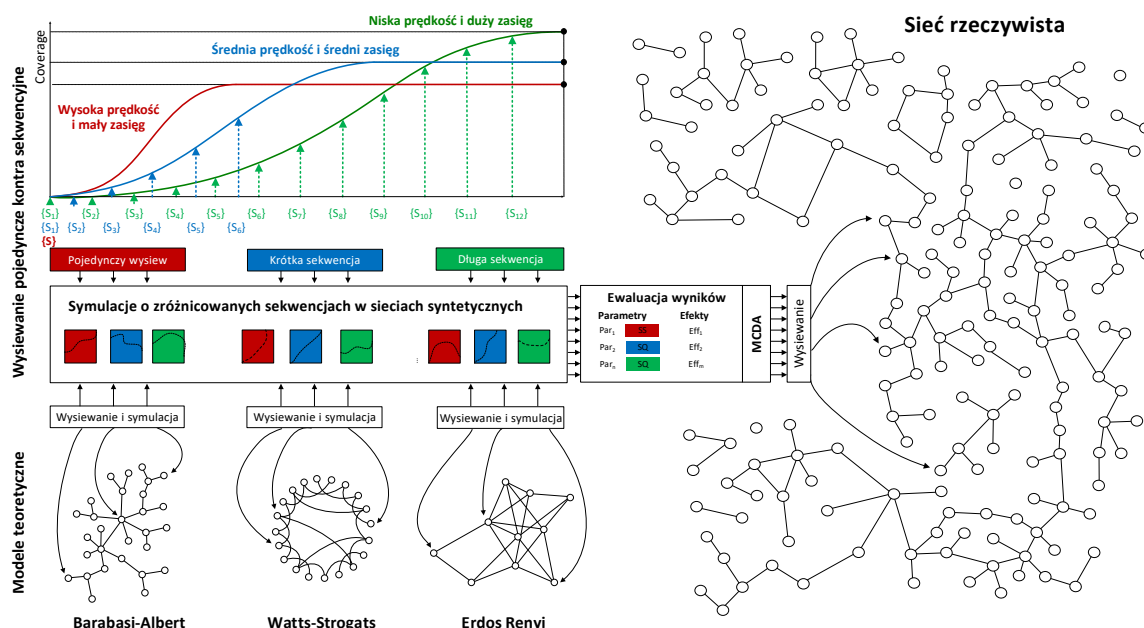 Niska prędkość i duży zasięg
Średnia prędkość i średni zasięg
Wysoka prędkość
i mały zasięg
Coverage
Wysiewanie pojedyncze kontra sekwencyjne
{S₁} {S₂} {S₃} {S₄} {S₅} {S₆} {S₇} {S₈} {S₉} {S₁₀} {S₁₁} {S₁₂}
{S₁} {S₂} {S₃} {S₄} {S₅} {S₆}
{S}
Pojedynczy wysiew
Krótka sekwencja
Długa sekwencja
Symulacje o zróżnicowanych sekwencjach w sieciach syntetycznych
Ewaluacja wyników
Parametry Efekty
Par₁ SS Eff₁
Par₂ SQ Eff₂
Parₙ SQ Effₘ
MCDA
Wysiewanie
Wysiewanie i symulacja
Wysiewanie i symulacja
Wysiewanie i symulacja
Modele teoretyczne
Barabasi-Albert
Watts-Strogats
Erdos Renyi
Sieć rzeczywista